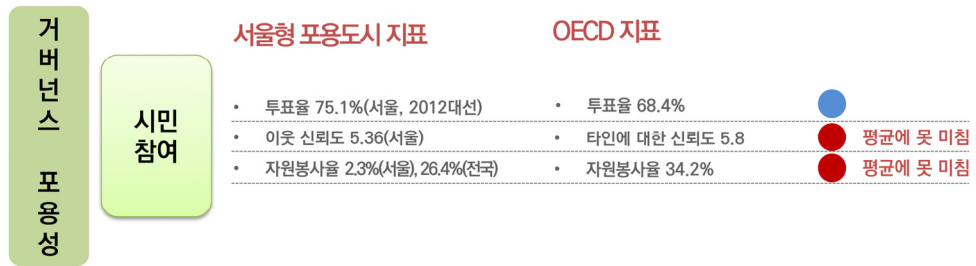 거버넌스 포용성
시민
참여
서울형 포용도시 지표
OECD 지표
• 투표율 75.1%(서울, 2012대선)
• 투표율 68.4%
• 이웃 신뢰도 5.36(서울)
• 타인에 대한 신뢰도 5.8
평균에 못 미침
• 자원봉사율 2.3%(서울), 26.4%(전국)
• 자원봉사율 34.2%
평균에 못 미침